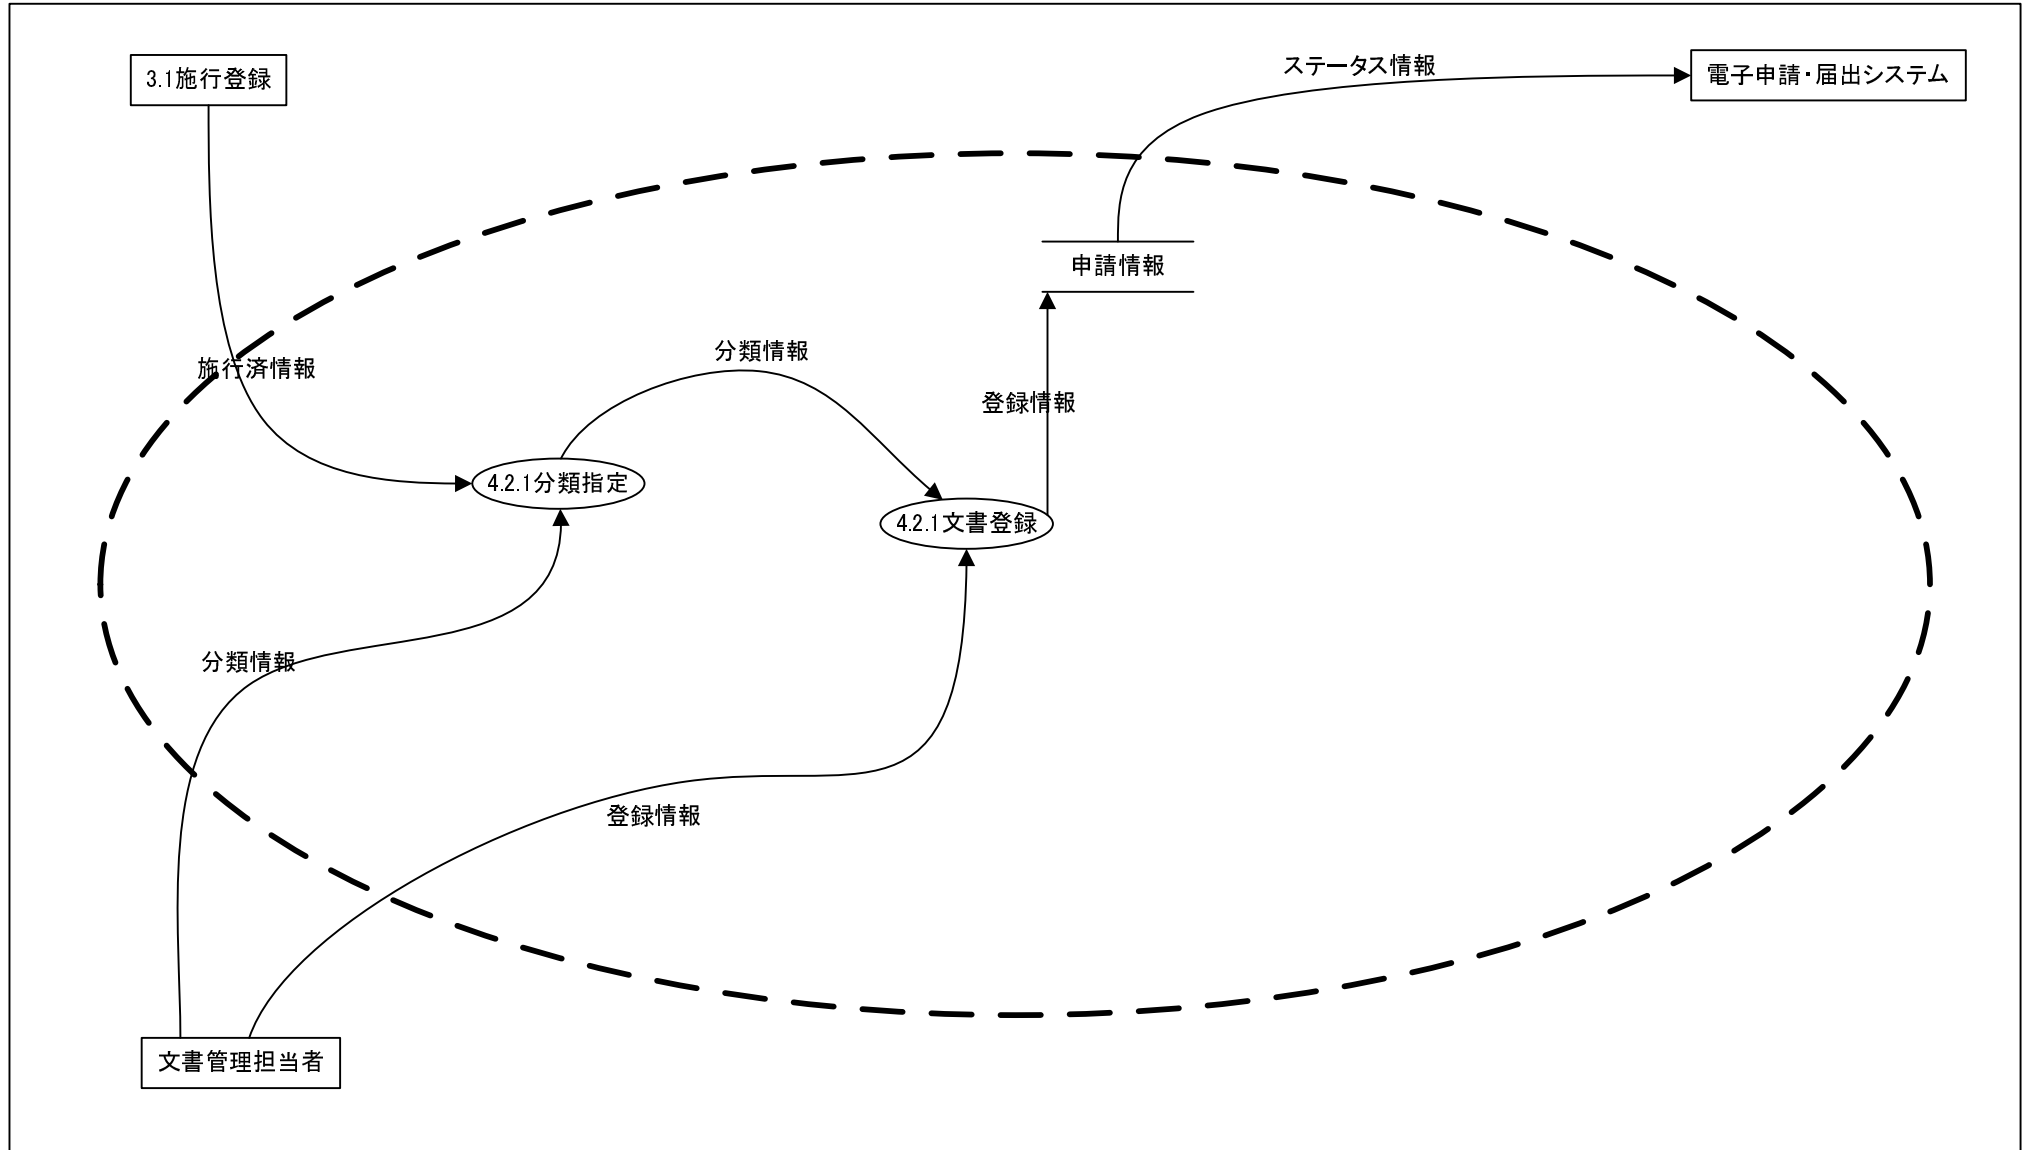 3.1施行登録
ステータス情報
電子申請・届出システム
申請情報
施行済情報
分類情報
登録情報
4.2.1分類指定
4.2.1文書登録
分類情報
登録情報
文書管理担当者